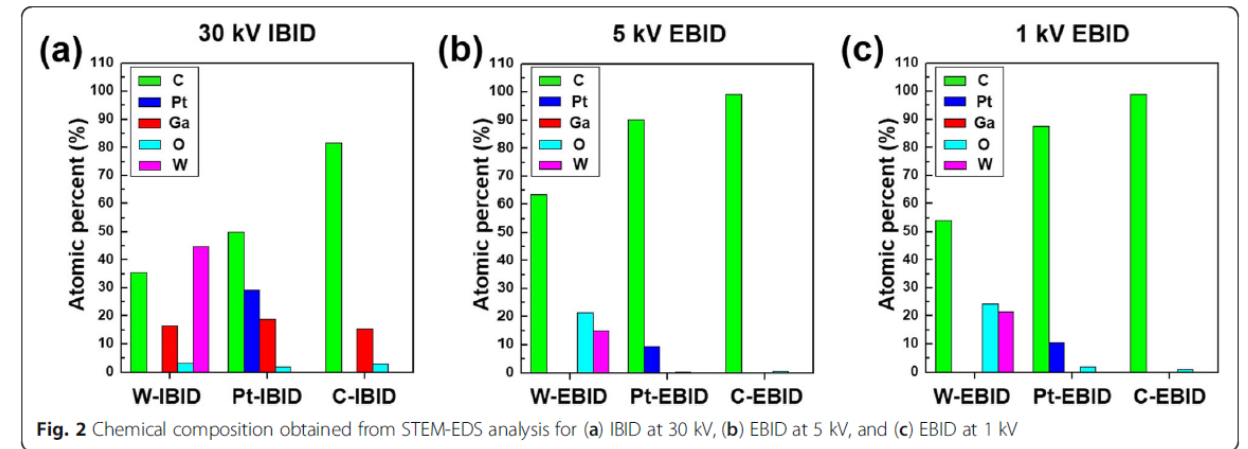 30 kV IBID
(a)
Atomic percent (%)
110
100
90
80
70
60
50
40
30
20
10
0
C
Pt
Ga
O
W
W-IBID Pt-IBID C-IBID
5 kV EBID
(b)
Atomic percent (%)
110
100
90
80
70
60
50
40
30
20
10
0
C
Pt
Ga
O
W
W-EBID Pt-EBID C-EBID
1 kV EBID
(c)
Atomic percent (%)
110
100
90
80
70
60
50
40
30
20
10
0
C
Pt
Ga
O
W
W-EBID Pt-EBID C-EBID
Fig. 2 Chemical composition obtained from STEM-EDS analysis for (a) IBID at 30 kV, (b) EBID at 5 kV, and (c) EBID at 1 kV